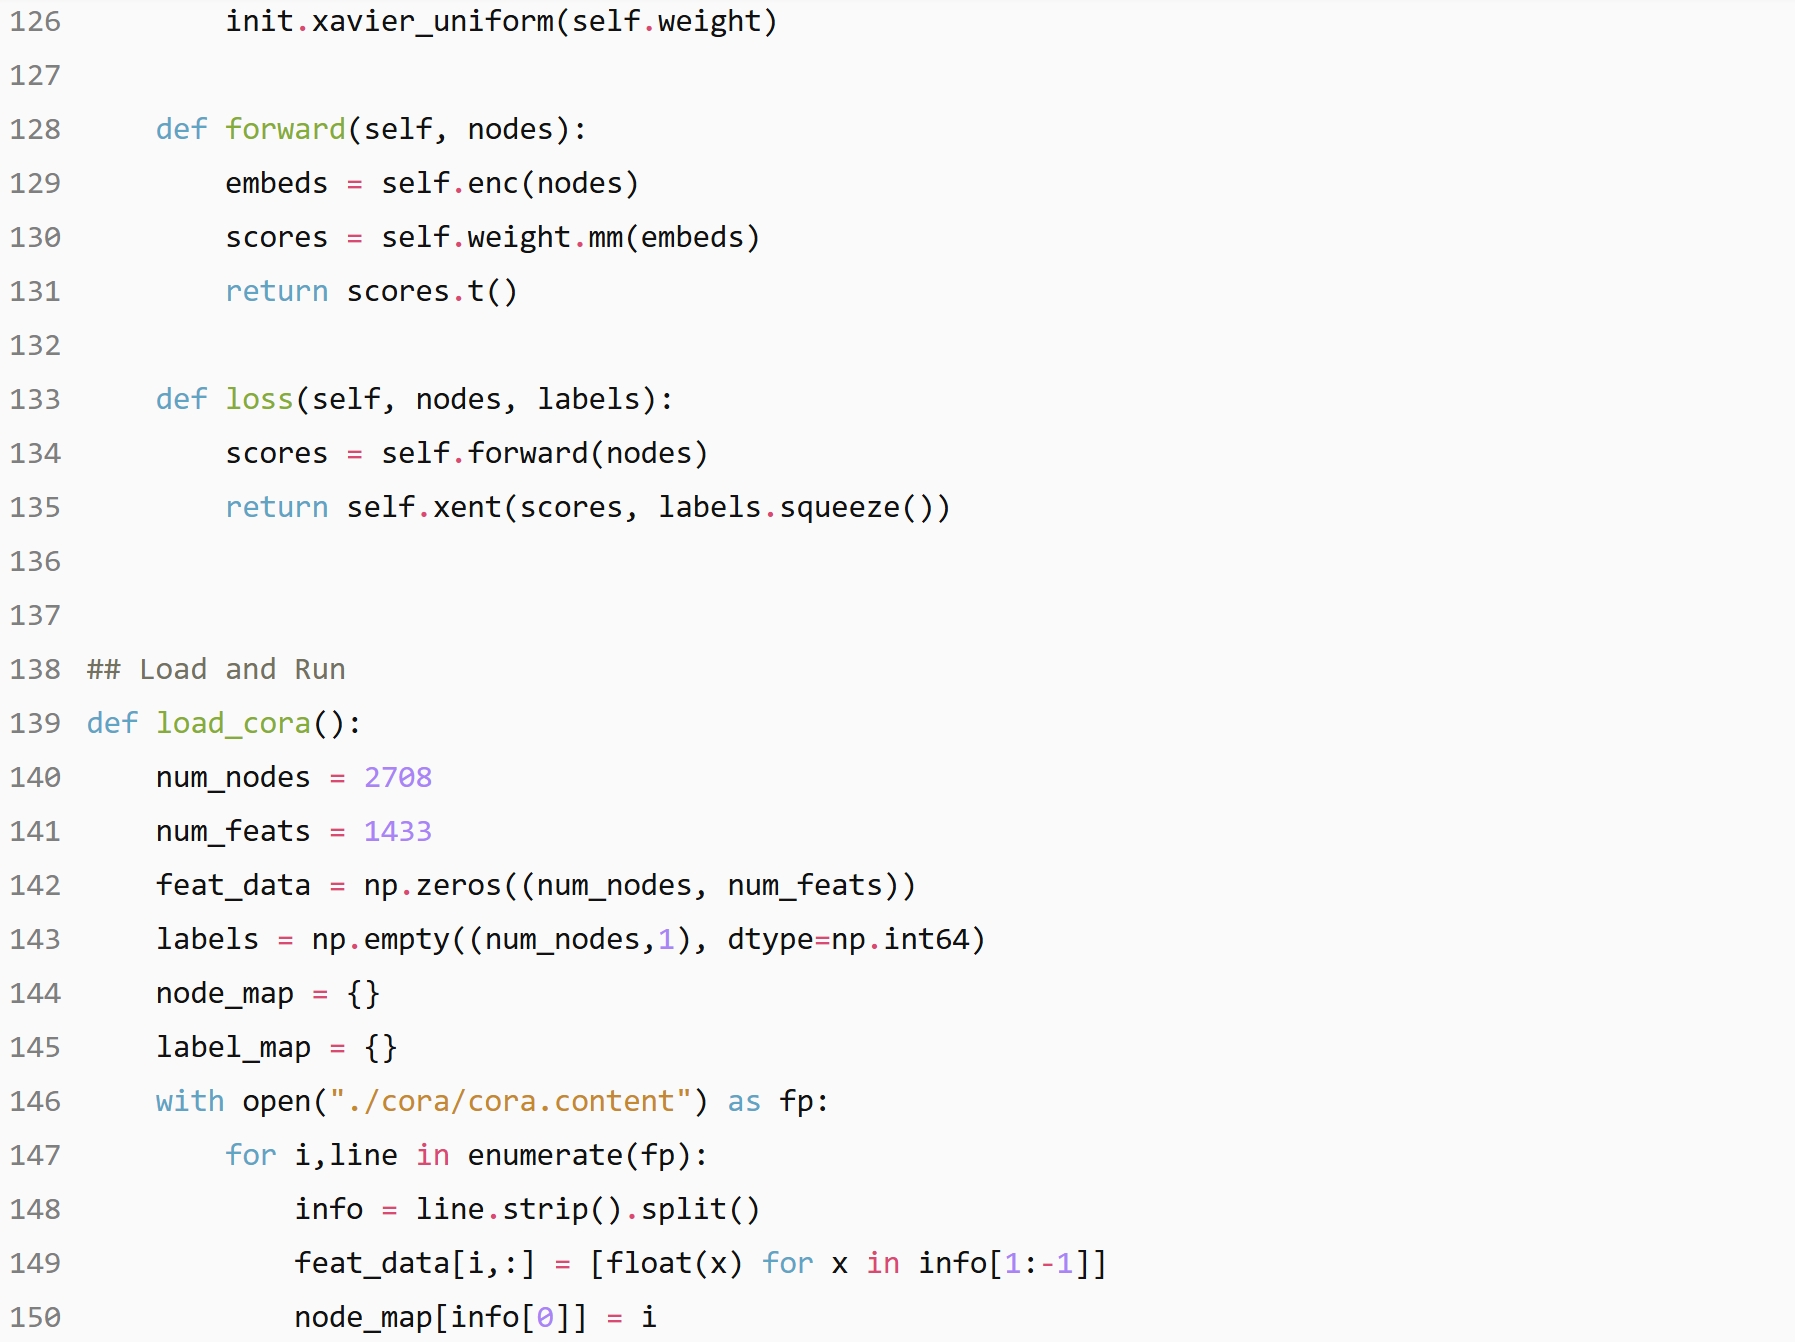 126 init.xavier_uniform(self.weight)
127
128 def forward(self, nodes):
129 embeds = self.enc(nodes)
130 scores = self.weight.mm(embeds)
131 return scores.t()
132
133 def loss(self, nodes, labels):
134 scores = self.forward(nodes)
135 return self.xent(scores, labels.squeeze())
136
137
138 ## Load and Run
139 def load_cora():
140 num_nodes = 2708
141 num_feats = 1433
142 feat_data = np.zeros((num_nodes, num_feats))
143 labels = np.empty((num_nodes,1), dtype=np.int64)
144 node_map = {}
145 label_map = {}
146 with open("./cora/cora.content") as fp:
147 for i,line in enumerate(fp):
148 info = line.strip().split()
149 feat_data[i,:] = [float(x) for x in info[1:-1]]
150 node_map[info[0]] = i